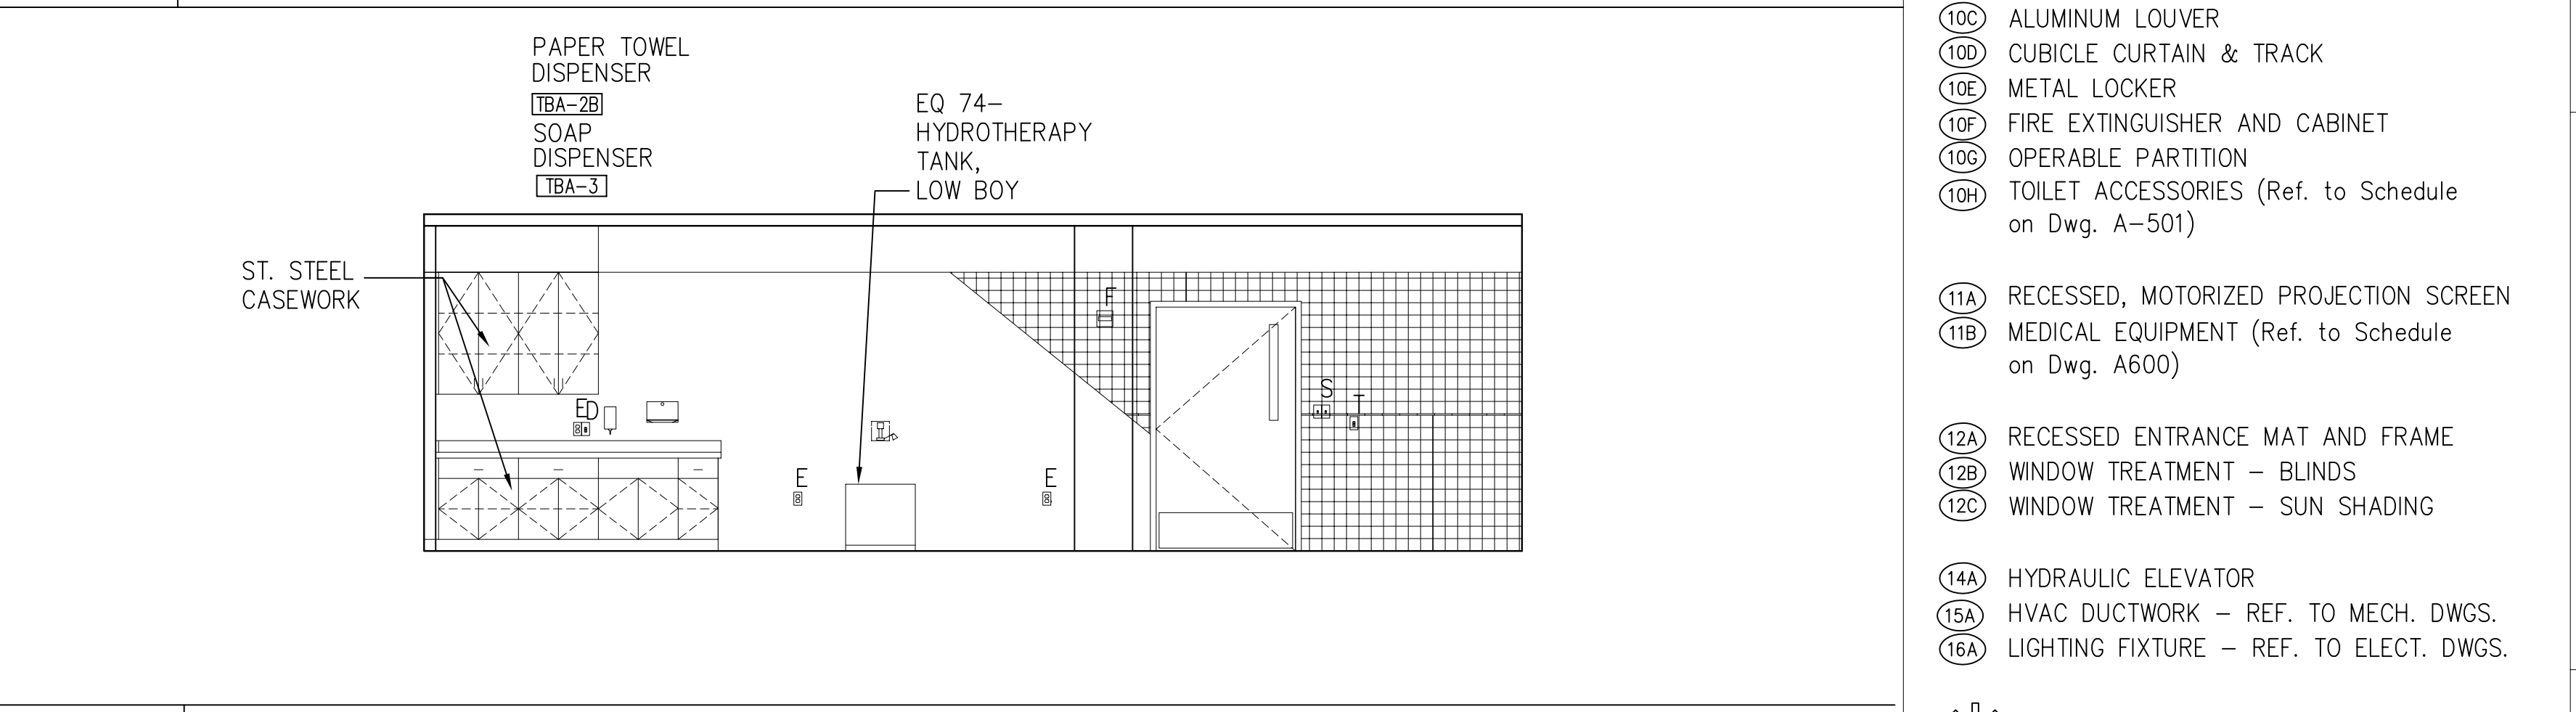 PAPER TOWEL
DISPENSER
TBA-2B
SOAP
DISPENSER
TBA-3
EQ 74-
HYDROTHERAPY
TANK,
LOW BOY
ST. STEEL
CASEWORK
F
ED
S
T
E
E
10C ALUMINUM LOUVER
10D CUBICLE CURTAIN & TRACK
10E METAL LOCKER
10F FIRE EXTINGUISHER AND CABINET
10G OPERABLE PARTITION
10H TOILET ACCESSORIES (Ref. to Schedule
on Dwg. A-501)
11A RECESSED, MOTORIZED PROJECTION SCREEN
11B MEDICAL EQUIPMENT (Ref. to Schedule
on Dwg. A600)
12A RECESSED ENTRANCE MAT AND FRAME
12B WINDOW TREATMENT - BLINDS
12C WINDOW TREATMENT - SUN SHADING
14A HYDRAULIC ELEVATOR
15A HVAC DUCTWORK - REF. TO MECH. DWGS.
16A LIGHTING FIXTURE - REF. TO ELECT. DWGS.